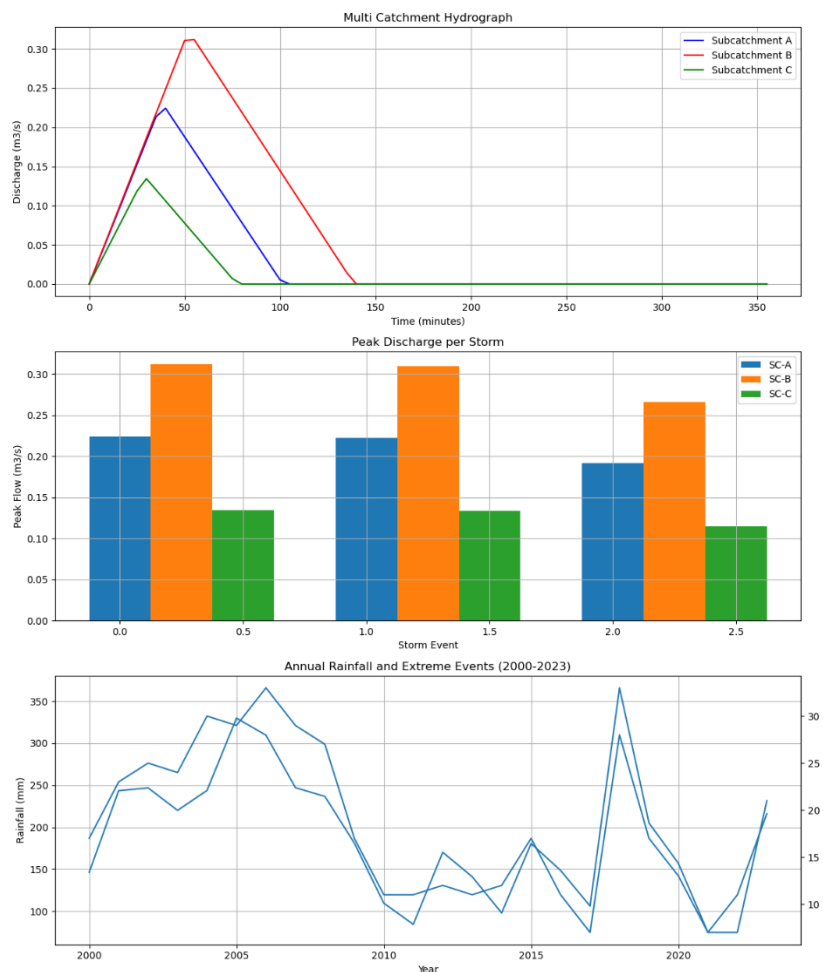 Multi Catchment Hydrograph
Subcatchment A
Subcatchment B
Subcatchment C
Discharge (m3/s)
0.30
0.25
0.20
0.15
0.10
0.05
0.00
0 50 100 150 200 250 300 350
Time (minutes)
Peak Discharge per Storm
SC-A
SC-B
SC-C
Peak Flow (m3/s)
0.30
0.25
0.20
0.15
0.10
0.05
0.00
0.0 0.5 1.0 1.5 2.0 2.5
Storm Event
Annual Rainfall and Extreme Events (2000-2023)
Rainfall (mm)
350
300
250
200
150
100
30
25
20
15
10
2000 2005 2010 2015 2020
Year